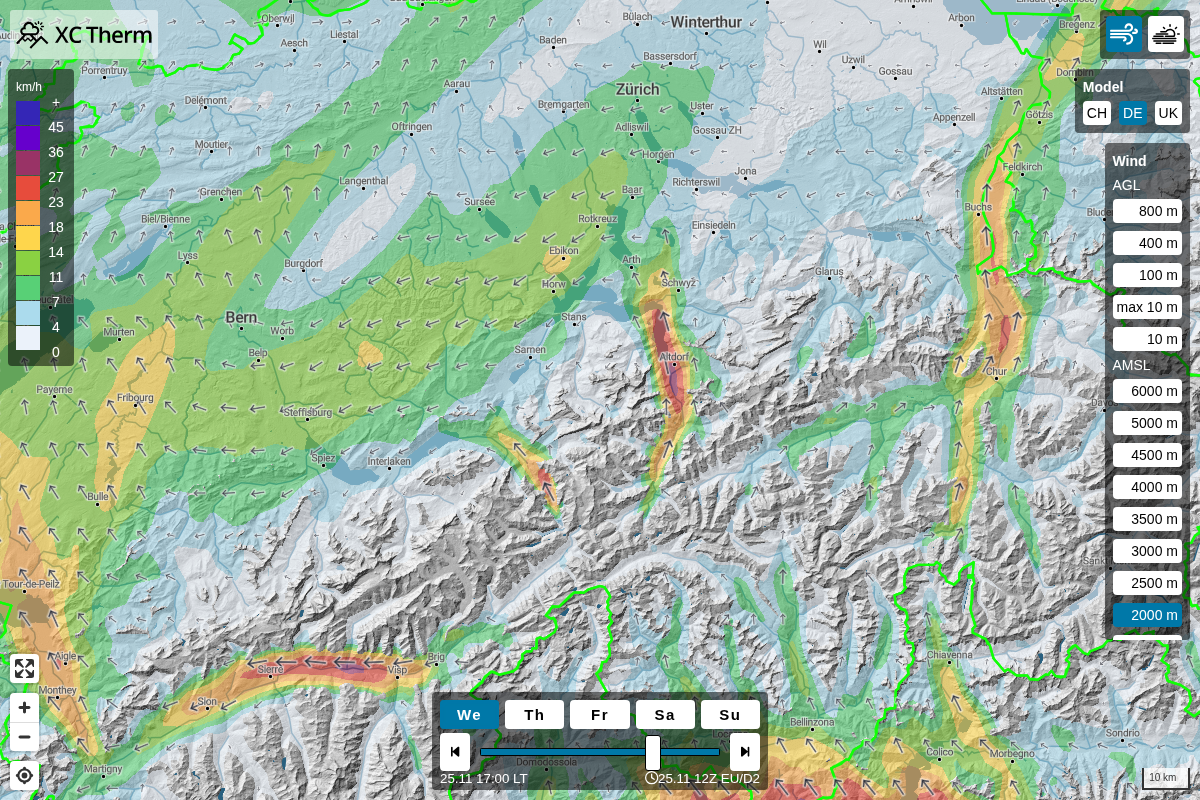 XC Therm
km/h
+
45
36
27
23
18
14
11
7
4
0
Oberwil
Liestal
Aesch
Porrentruy
Delémont
Moutier
Aarau
Oftringen
Langenthal
Grenchen
Biel/Bienne
Lyss
Burgdorf
Bern
Worb
Belp
Murten
Payerne
Fribourg
Steffisburg
Spiez
Interlaken
Bulle
Tour-de-Peilz
Aigle
Monthey
Martigny
Sion
Sierre
Visp
Brig
Domodossola
Bülach
Winterthur
Baden
Bassersdorf
Zürich
Bremgarten
Uster
Adliswil
Gossau ZH
Horgen
Richterswil
Jona
Baar
Sursee
Rotkreuz
Einsiedeln
Ebikon
Arth
Horw
Schwyz
Stans
Sarnen
Altdorf
Glarus
Wil
Uzwil
Gossau
Arbon
Bregenz
Dornbirn
Altstätten
Götzis
Appenzell
Feldkirch
Buchs
Chur
Chiavenna
Bellinzona
Colico
Morbegno
Sondrio
Model
CH
DE
UK
Wind
AGL
800 m
400 m
100 m
max 10 m
10 m
AMSL
6000 m
5000 m
4500 m
4000 m
3500 m
3000 m
2500 m
2000 m
We
Th
Fr
Sa
Su
25.11 17:00 LT
25.11 12Z EU/D2
10 km